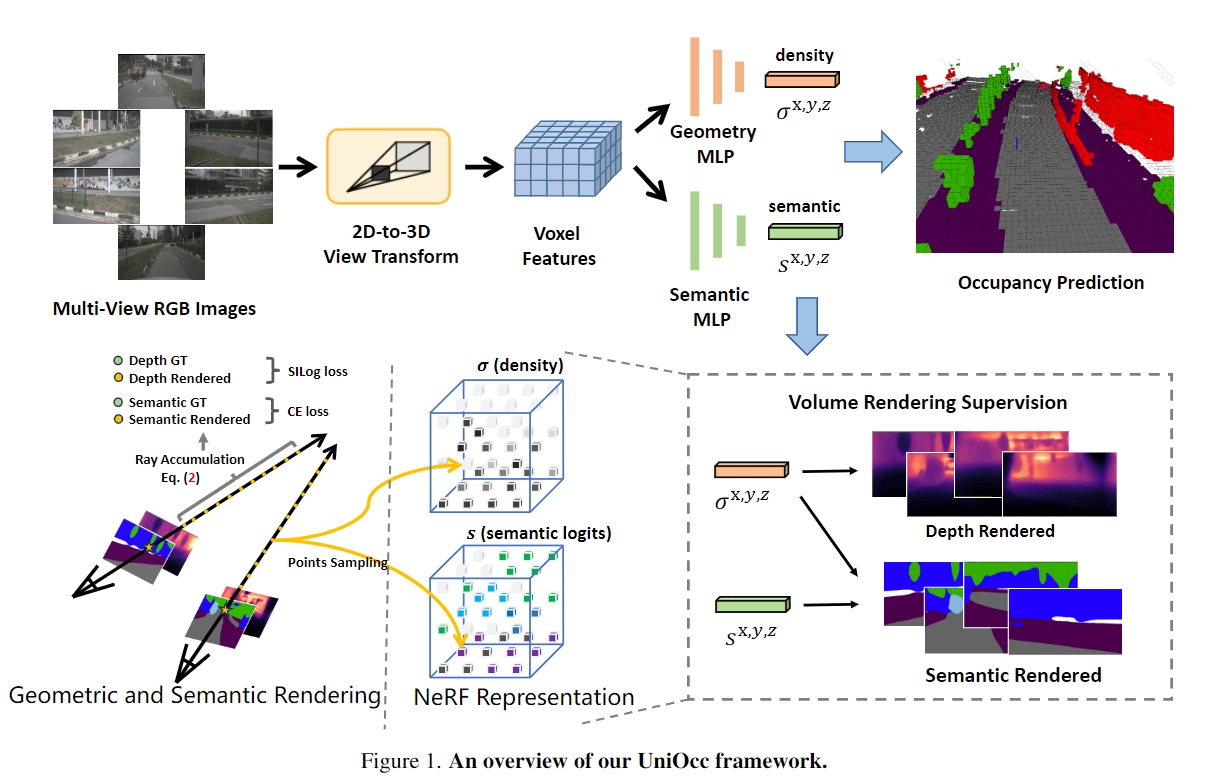 Multi-View RGB Images
2D-to-3D
View Transform
Voxel
Features
Geometry
MLP
density
σ^x,y,z
Semantic
MLP
semantic
s^x,y,z
Occupancy Prediction
Depth GT
Depth Rendered
SILog loss
Semantic GT
Semantic Rendered
CE loss
Ray Accumulation
Eq. (2)
Points Sampling
Geometric and Semantic Rendering
σ (density)
s (semantic logits)
NeRF Representation
Volume Rendering Supervision
σ^x,y,z
Depth Rendered
s^x,y,z
Semantic Rendered
Figure 1. An overview of our UniOcc framework.